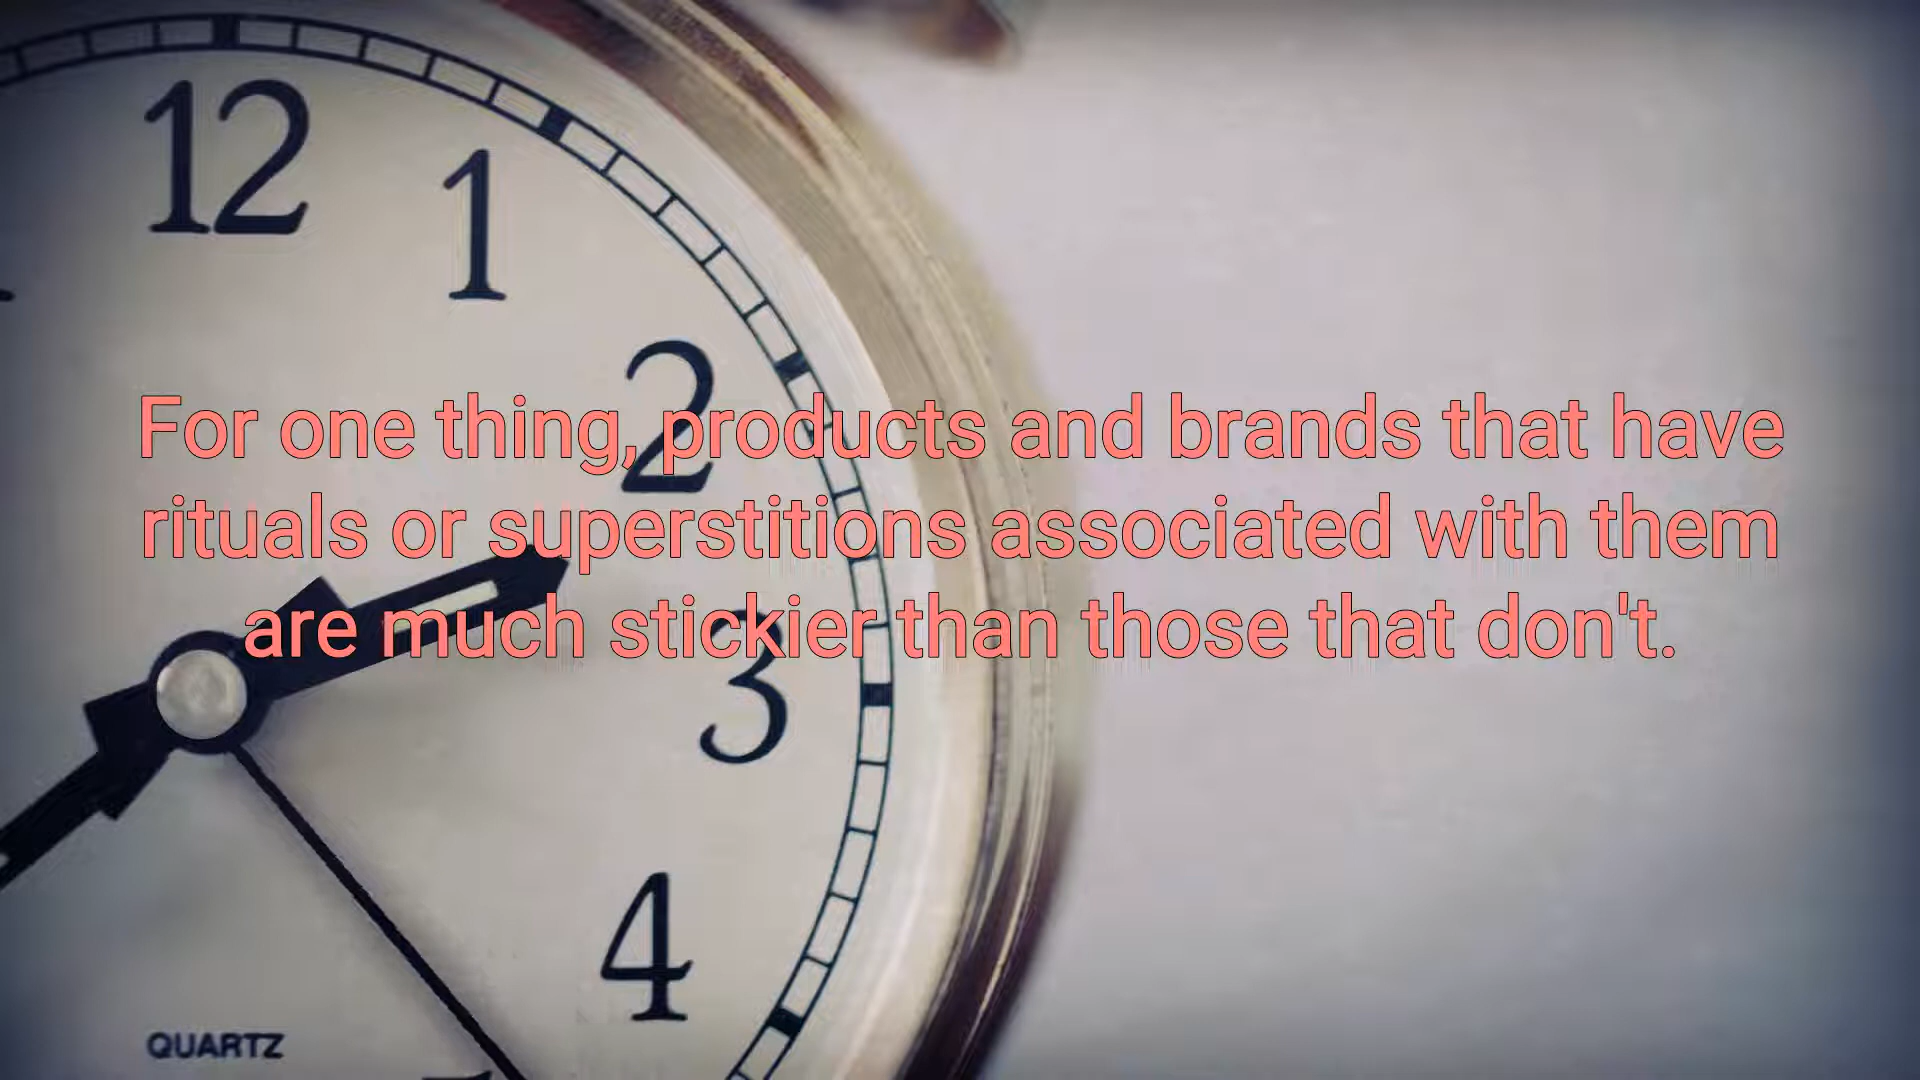 12
1
2
For one thing, products and brands that have
rituals or superstitions associated with them
are much stickier than those that don't.
3
4
QUARTZ